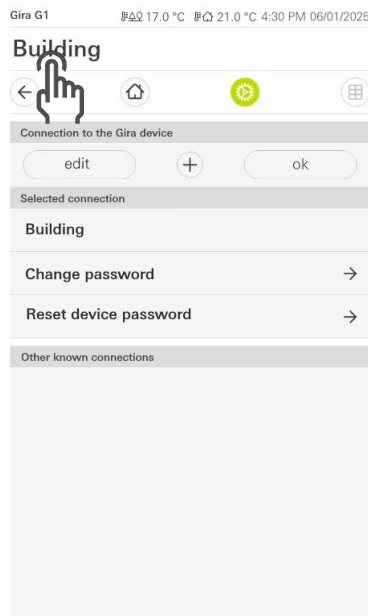 Gira G1 17.0 °C 21.0 °C 4:30 PM 06/01/2025
Building
Connection to the Gira device
edit + ok
Selected connection
Building
Change password
Reset device password
Other known connections